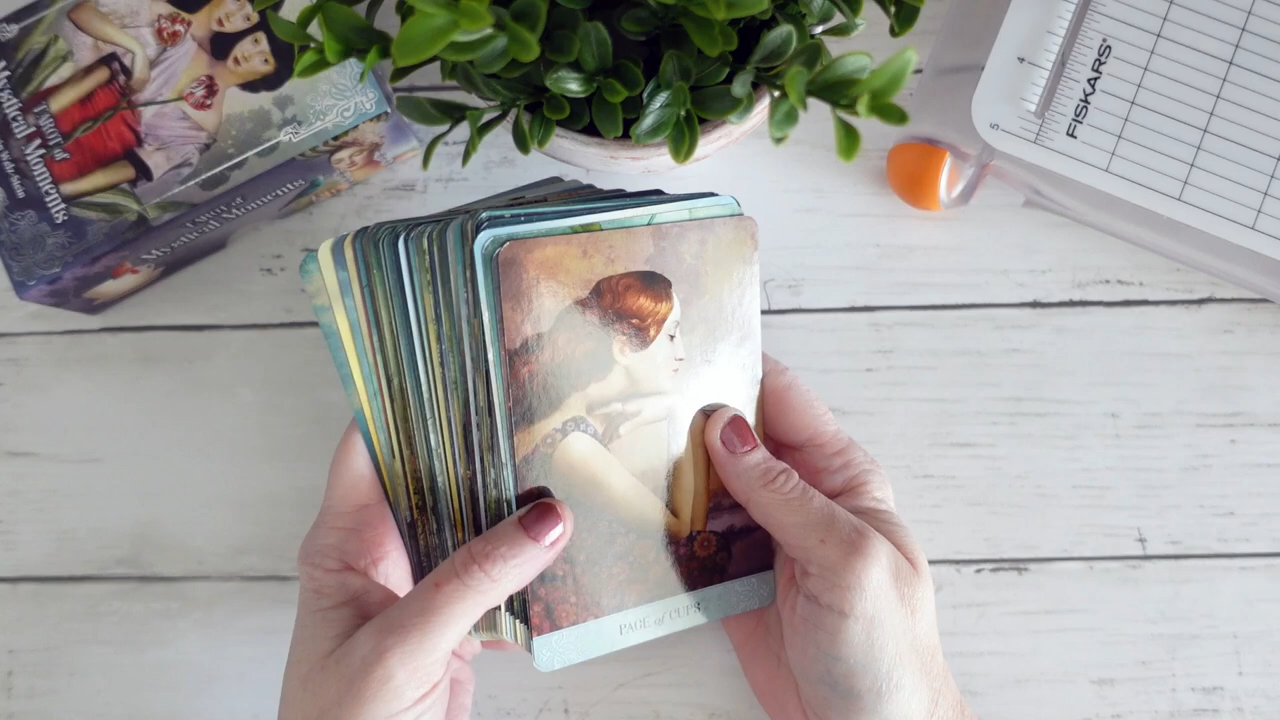 TAROT of
Mystical Moments
TAROT of
Mystical Moments
4
5
FISKARS®
PAGE of CUPS